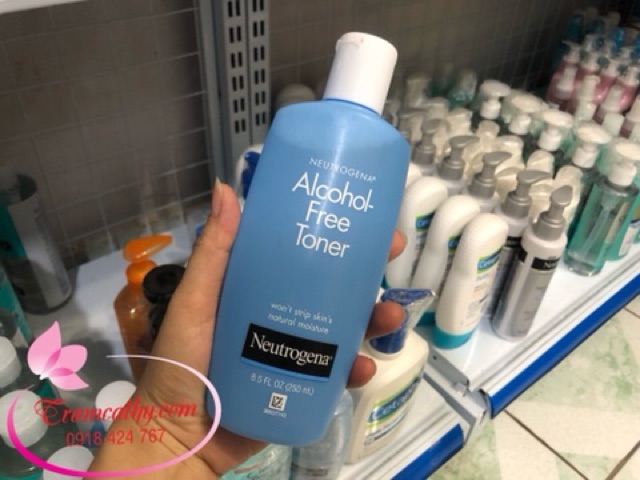 NEUTROGENA®
Alcohol-
Free
Toner
won't strip skin's
natural moisture
Neutrogena®
8.5 FL OZ (250 mL)
Tramcathy.com
0918 424 767
Neutrogena